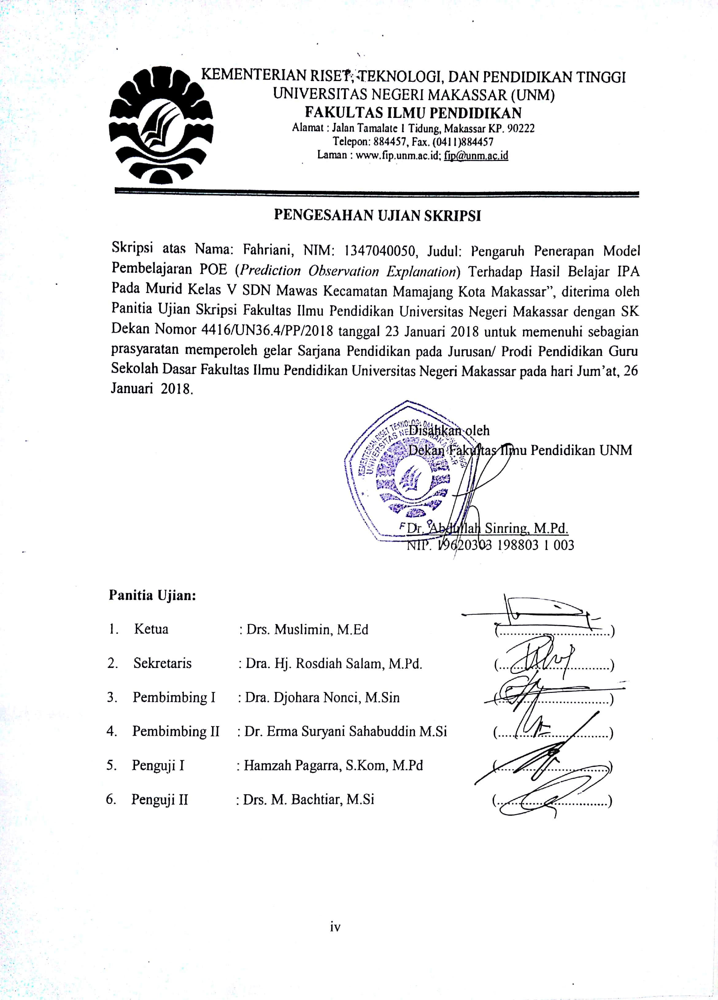 KEMENTERIAN RISET, TEKNOLOGI, DAN PENDIDIKAN TINGGI
UNIVERSITAS NEGERI MAKASSAR (UNM)
FAKULTAS ILMU PENDIDIKAN
Alamat : Jalan Tamalate I Tidung, Makassar KP. 90222
Telepon: 884457, Fax. (0411)884457
Laman : www.fip.unm.ac.id; fip@unm.ac.id
PENGESAHAN UJIAN SKRIPSI
Skripsi atas Nama: Fahriani, NIM: 1347040050, Judul: Pengaruh Penerapan Model
Pembelajaran POE (Prediction Observation Explanation) Terhadap Hasil Belajar IPA
Pada Murid Kelas V SDN Mawas Kecamatan Mamajang Kota Makassar”, diterima oleh
Panitia Ujian Skripsi Fakultas Ilmu Pendidikan Universitas Negeri Makassar dengan SK
Dekan Nomor 4416/UN36.4/PP/2018 tanggal 23 Januari 2018 untuk memenuhi sebagian
prasyaratan memperoleh gelar Sarjana Pendidikan pada Jurusan/ Prodi Pendidikan Guru
Sekolah Dasar Fakultas Ilmu Pendidikan Universitas Negeri Makassar pada hari Jum’at, 26
Januari 2018.
Disahkan oleh
Dekan Fakultas Ilmu Pendidikan UNM
KEMENTERIAN RISET TEKNOLOGI DAN
UNIVERSITAS NEGERI MAKASSAR
Dr. Abdullah Sinring, M.Pd.
NIP. 19620303 198803 1 003
Panitia Ujian:
1. Ketua : Drs. Muslimin, M.Ed (..............................)
2. Sekretaris : Dra. Hj. Rosdiah Salam, M.Pd. (..............................)
3. Pembimbing I : Dra. Djohara Nonci, M.Sin (..............................)
4. Pembimbing II : Dr. Erma Suryani Sahabuddin M.Si (..............................)
5. Penguji I : Hamzah Pagarra, S.Kom, M.Pd (..............................)
6. Penguji II : Drs. M. Bachtiar, M.Si (..............................)
iv